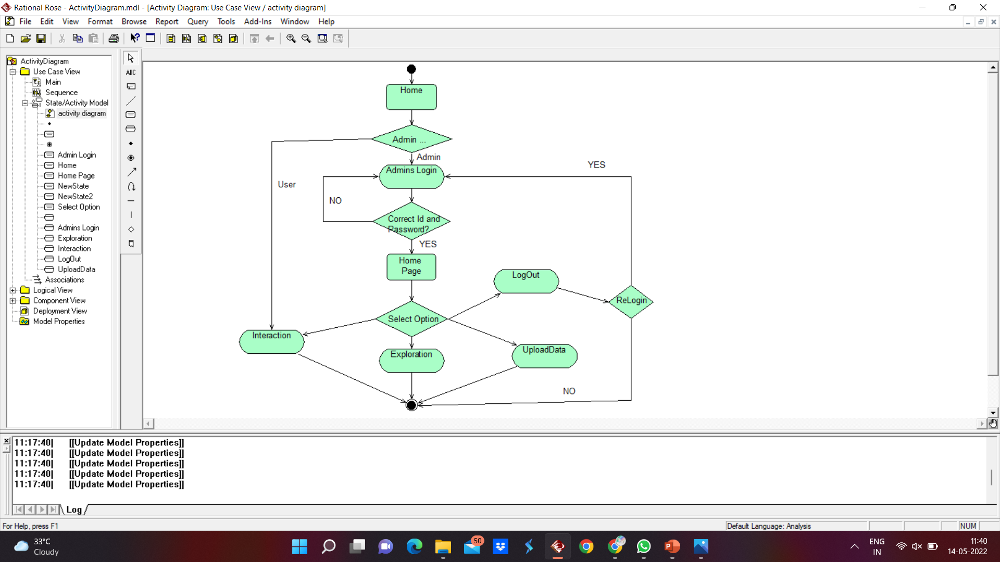 Rational Rose - ActivityDiagram.mdl - [Activity Diagram: Use Case View / activity diagram]
File Edit View Format Browse Report Query Tools Add-Ins Window Help
ABC
ActivityDiagram
Use Case View
Main
Sequence
State/Activity Model
activity diagram
Admin Login
Home
Home Page
NewState
NewState2
Select Option
Admins Login
Exploration
Interaction
LogOut
UploadData
Associations
Logical View
Component View
Deployment View
Model Properties
Home
Admin ...
Admin
Admins Login
YES
User
NO
Correct Id and
Password?
YES
Home
Page
LogOut
ReLogin
Select Option
Interaction
Exploration
UploadData
NO
11:17:40| [[Update Model Properties]]
11:17:40| [[Update Model Properties]]
11:17:40| [[Update Model Properties]]
11:17:40| [[Update Model Properties]]
11:17:40| [[Update Model Properties]]
Log
For Help, press F1
Default Language: Analysis
NUM
33°C
Cloudy
50
ENG
IN
11:40
14-05-2022